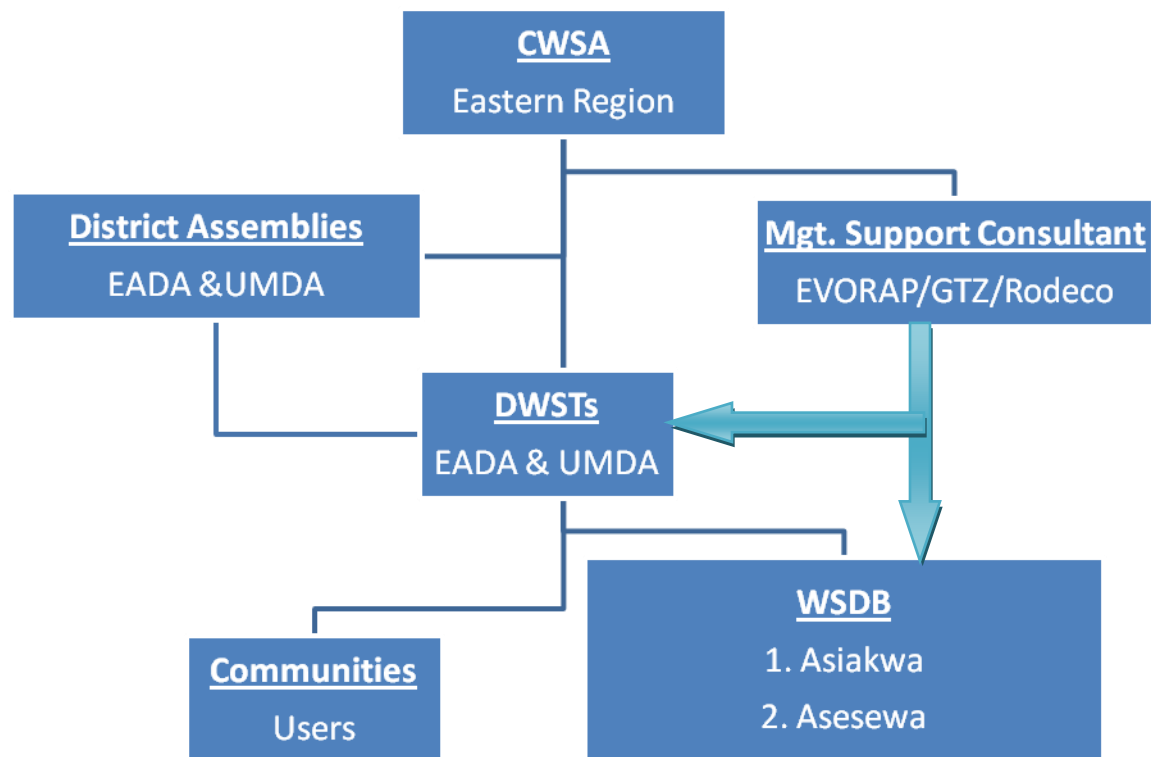 CWSA
Eastern Region
District Assemblies
EADA &UMDA
Mgt. Support Consultant
EVORAP/GTZ/Rodeco
DWSTs
EADA & UMDA
Communities
Users
WSDB
1. Asiakwa
2. Asesewa